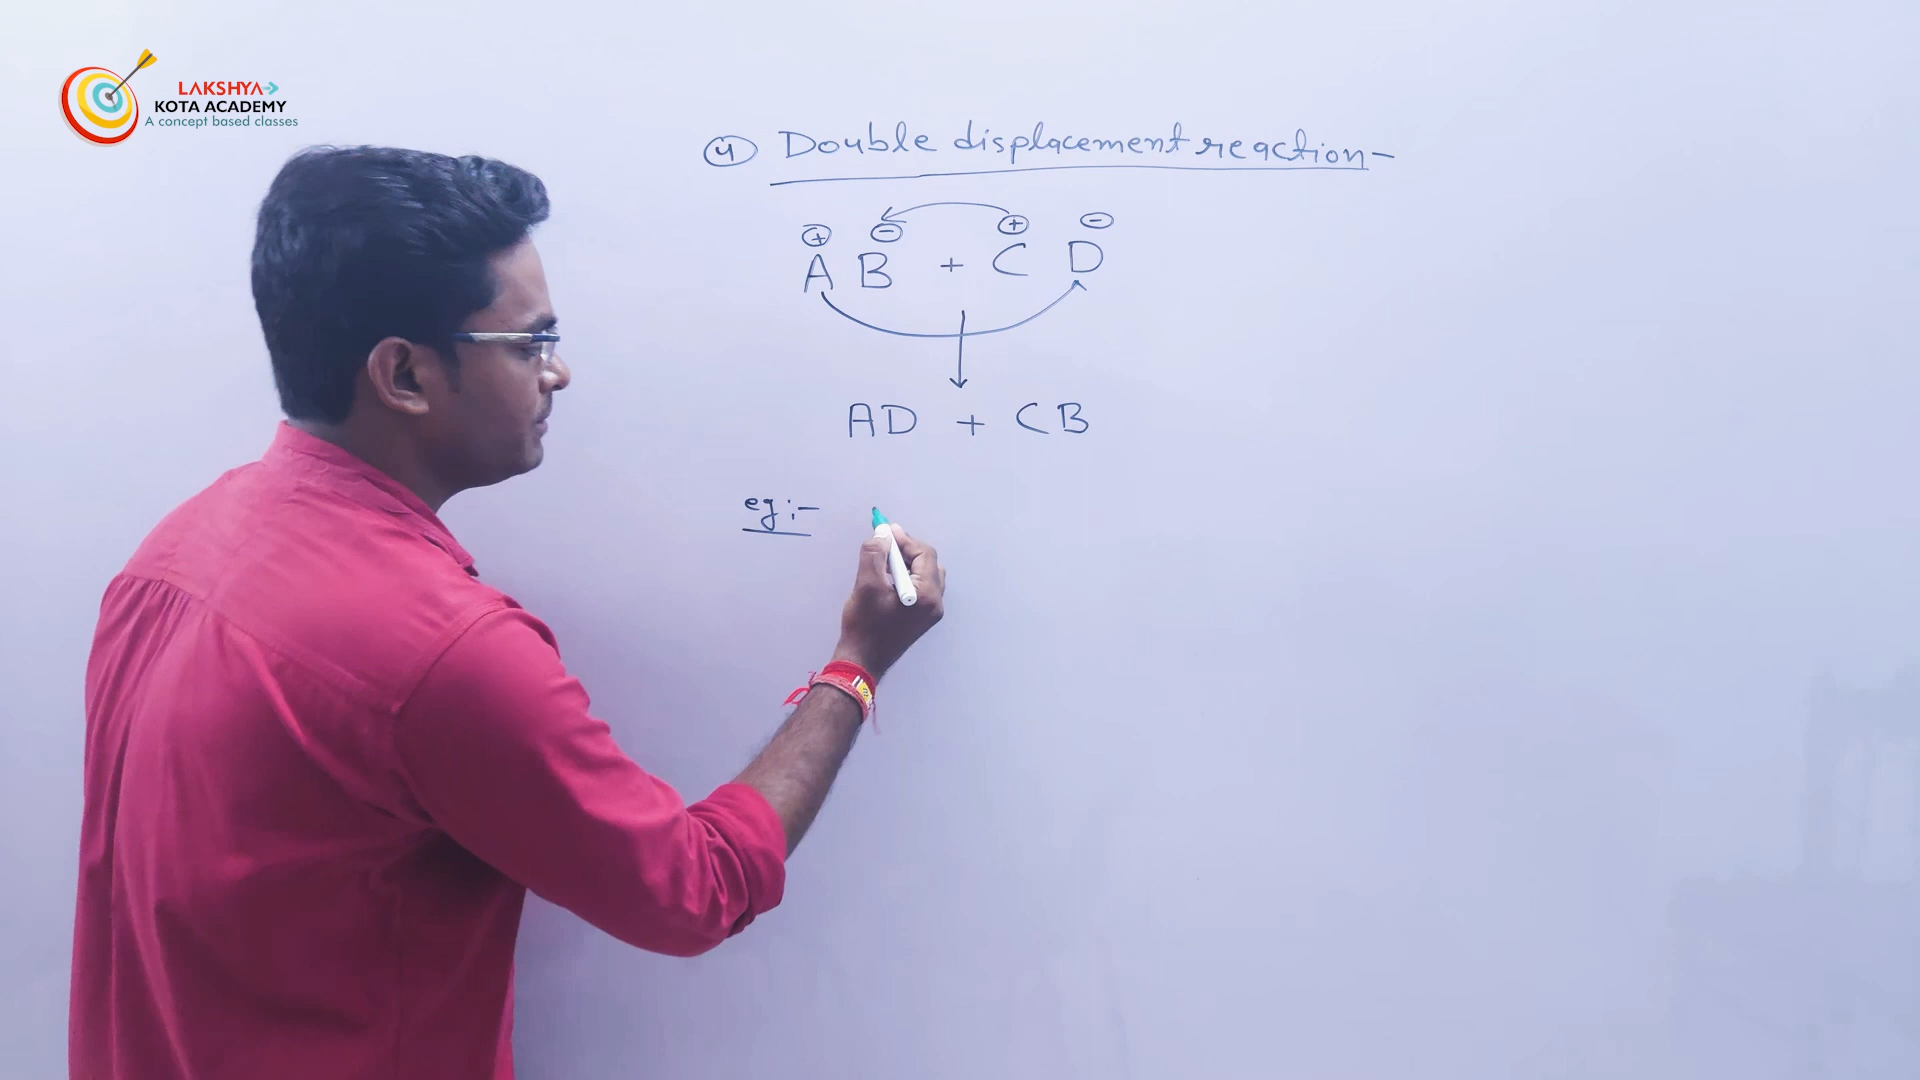 LAKSHYA
KOTA ACADEMY
A concept based classes
4 Double displacement reaction-
+ - + -
A B + C D
AD + CB
eg:-